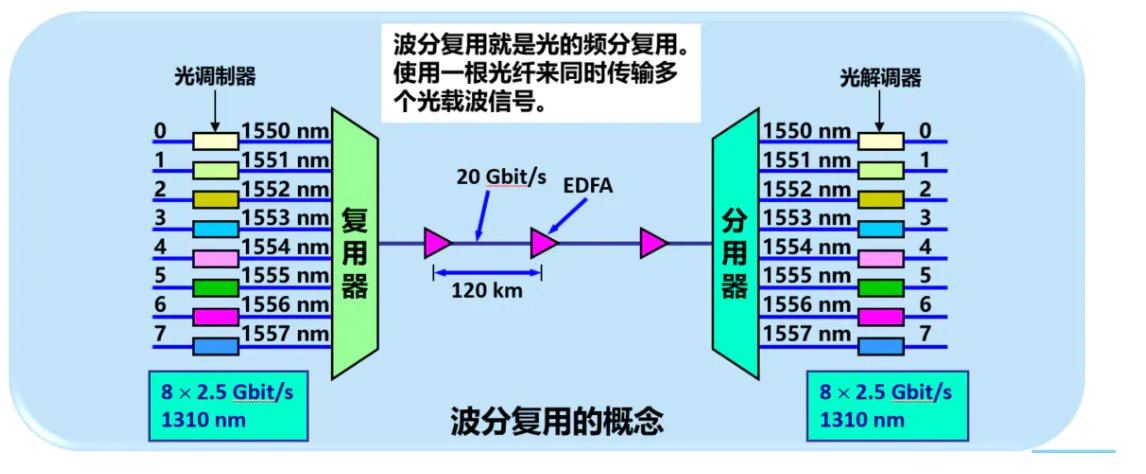 波分复用就是光的频分复用。
使用一根光纤来同时传输多
个光载波信号。
光调制器
光解调器
0 1550 nm
1 1551 nm
2 1552 nm
3 1553 nm
4 1554 nm
5 1555 nm
6 1556 nm
7 1557 nm
复用器
20 Gbit/s
EDFA
120 km
分用器
1550 nm 0
1551 nm 1
1552 nm 2
1553 nm 3
1554 nm 4
1555 nm 5
1556 nm 6
1557 nm 7
8 × 2.5 Gbit/s
1310 nm
波分复用的概念
8 × 2.5 Gbit/s
1310 nm